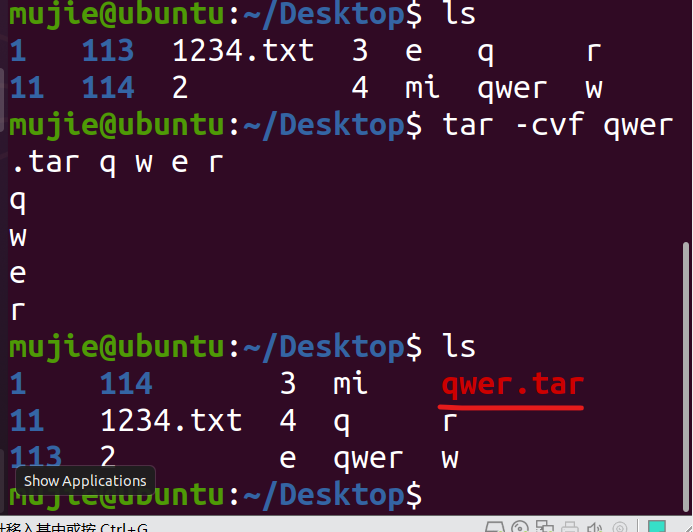 mujie@ubuntu:~/Desktop$ ls
1 113 1234.txt 3 e q r
11 114 2 4 mi qwer w
mujie@ubuntu:~/Desktop$ tar -cvf qwer
.tar q w e r
q
w
e
r
mujie@ubuntu:~/Desktop$ ls
1 114 3 mi qwer.tar
11 1234.txt 4 q r
113 2 e qwer w
Show Applications
mujie@ubuntu:~/Desktop$
移入其中或按 Ctrl+G